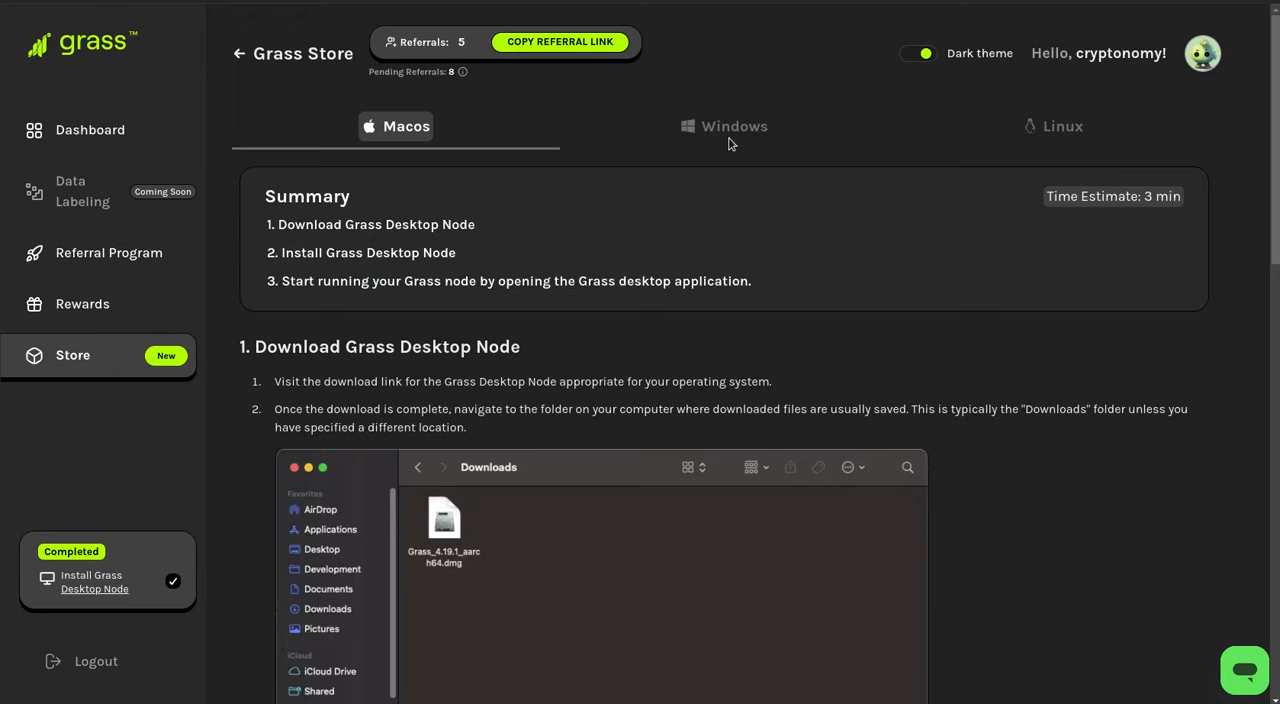 grass™
Grass Store
Referrals: 5
COPY REFERRAL LINK
Pending Referrals: 8
Dark theme
Hello, cryptonomy!
Dashboard
Data
Labeling
Coming Soon
Referral Program
Rewards
Store
New
Completed
Install Grass
Desktop Node
Logout
Macos
Windows
Linux
Summary
Time Estimate: 3 min
1. Download Grass Desktop Node
2. Install Grass Desktop Node
3. Start running your Grass node by opening the Grass desktop application.
1. Download Grass Desktop Node
1. Visit the download link for the Grass Desktop Node appropriate for your operating system.
2. Once the download is complete, navigate to the folder on your computer where downloaded files are usually saved. This is typically the "Downloads" folder unless you
have specified a different location.
Downloads
Favorites
AirDrop
Applications
Desktop
Development
Documents
Downloads
Pictures
iCloud
iCloud Drive
Shared
Grass_4.19.1_aarc
h64.dmg